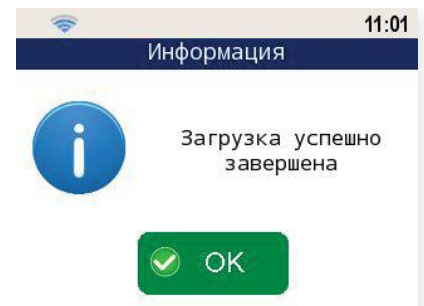 11:01
Информация
Загрузка успешно
завершена
OK